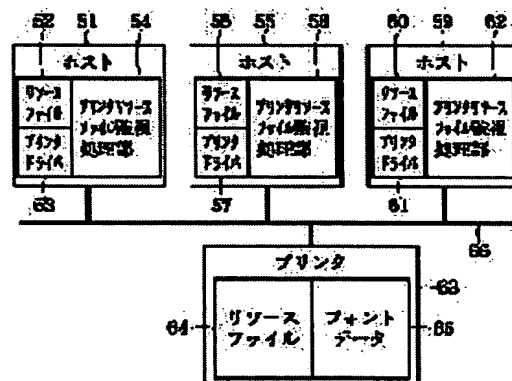 52 51 54
56 55 58
60 59 62
ホスト
リソース
ファイル
プリンタ
ドライバ
プリンタリソース
ファイル監視
処理部
53
ホスト
リソース
ファイル
プリンタ
ドライバ
プリンタリソース
ファイル監視
処理部
57
ホスト
リソース
ファイル
プリンタ
ドライバ
プリンタリソース
ファイル監視
処理部
61
66
プリンタ
63
64
リソース
ファイル
フォント
データ
65